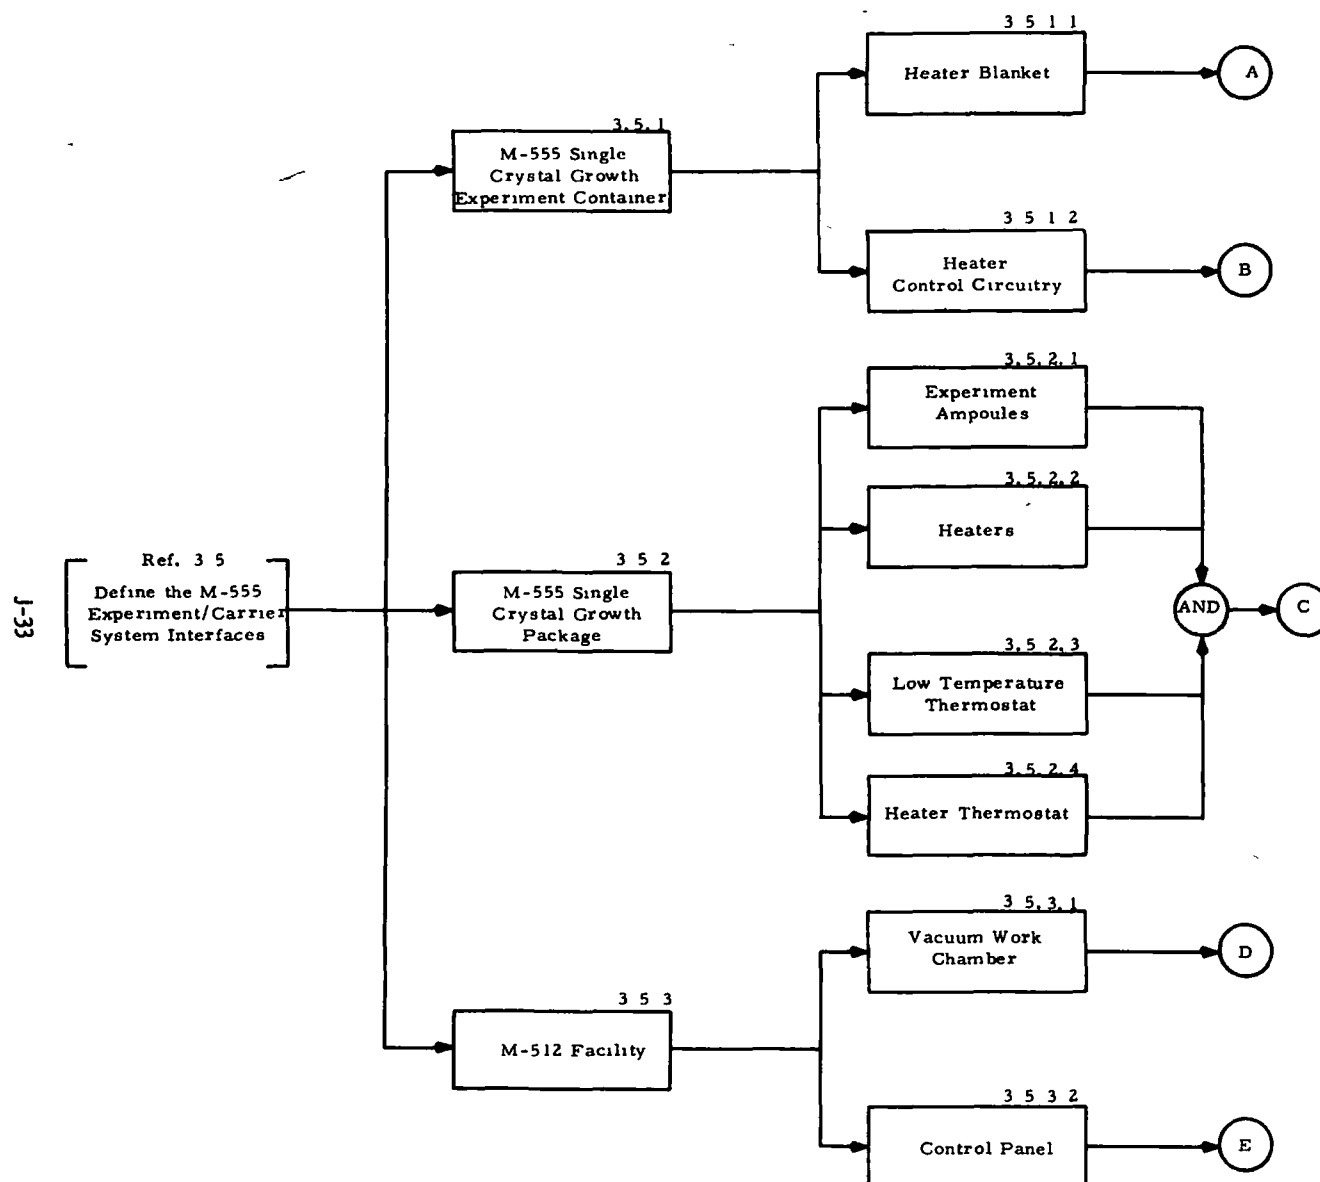 3 5 1 1
Heater Blanket
A
3.5.1
M-555 Single
Crystal Growth
Experiment Container
3 5 1 2
Heater
Control Circuitry
B
3.5.2.1
Experiment
Ampoules
3.5.2.2
Heaters
Ref. 3 5
Define the M-555
Experiment/Carrier
System Interfaces
3 5 2
M-555 Single
Crystal Growth
Package
AND
C
3.5 2.3
Low Temperature
Thermostat
3.5.2.4
Heater Thermostat
3 5.3.1
Vacuum Work
Chamber
D
3 5 3
M-512 Facility
3 5 3 2
Control Panel
E
J-33